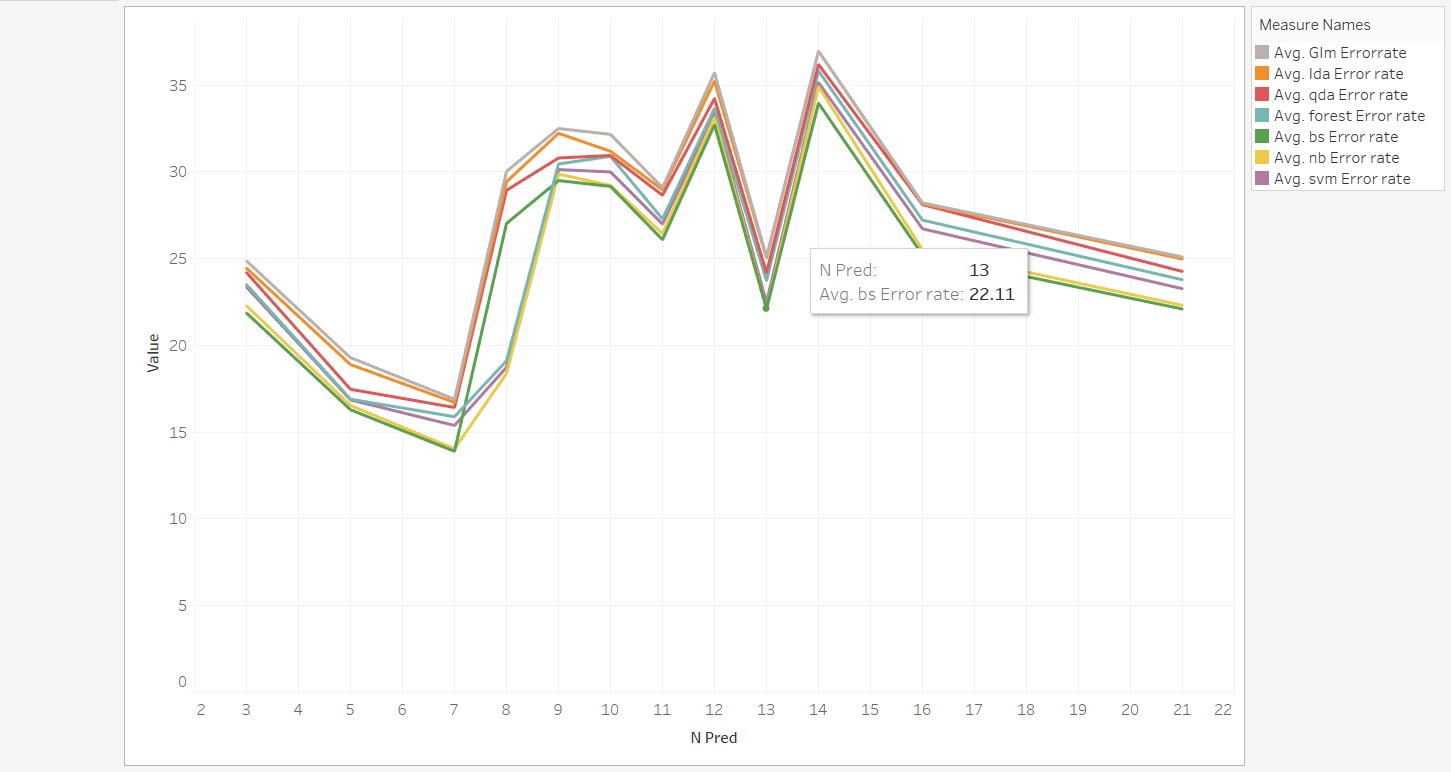 Measure Names
Avg. Glm Errorrate
Avg. lda Error rate
Avg. qda Error rate
Avg. forest Error rate
Avg. bs Error rate
Avg. nb Error rate
Avg. svm Error rate
35
30
25
20
15
10
5
0
Value
N Pred: 13
Avg. bs Error rate: 22.11
2 3 4 5 6 7 8 9 10 11 12 13 14 15 16 17 18 19 20 21 22
N Pred